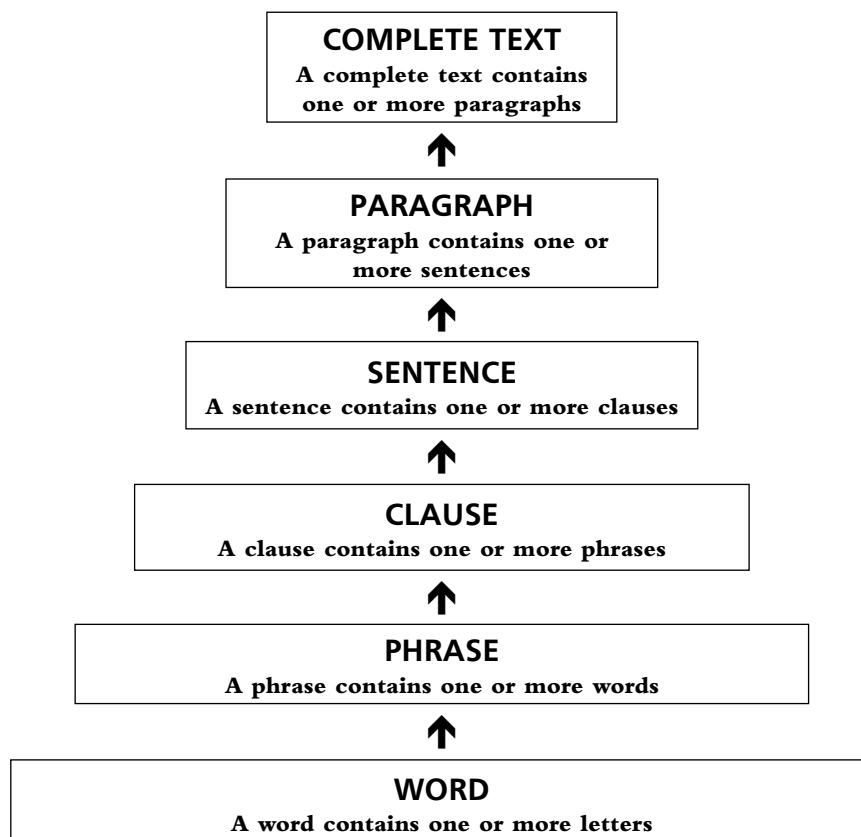 COMPLETE TEXT
A complete text contains
one or more paragraphs
PARAGRAPH
A paragraph contains one or
more sentences
SENTENCE
A sentence contains one or more clauses
CLAUSE
A clause contains one or more phrases
PHRASE
A phrase contains one or more words
WORD
A word contains one or more letters